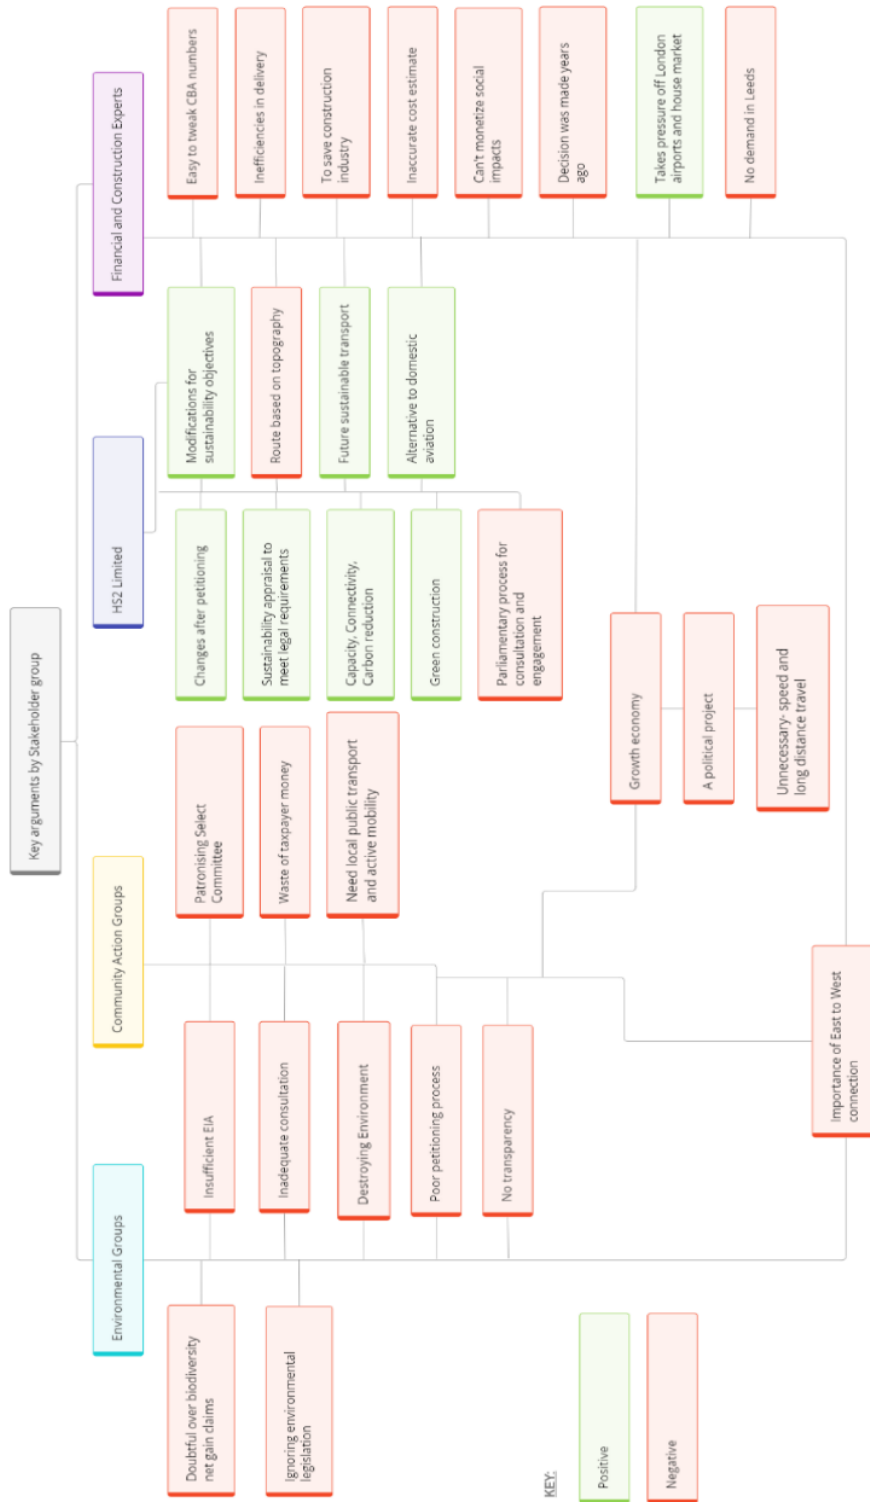 Key arguments by Stakeholder group
Environmental Groups
Community Action Groups
HS2 Limited
Financial and Construction Experts
Doubtful over biodiversity
net gain claims
Ignoring environmental
legislation
Insufficient EIA
Inadequate consultation
Destroying Environment
Poor petitioning process
No transparency
Patronising Select
Committee
Waste of taxpayer money
Need local public transport
and active mobility
Changes after petitioning
Sustainability appraisal to
meet legal requirements
Capacity, Connectivity,
Carbon reduction
Green construction
Parliamentary process for
consultation and
engagement
Modifications for
sustainability objectives
Route based on topography
Future sustainable transport
Alternative to domestic
aviation
Easy to tweak CBA numbers
Inefficiencies in delivery
To save construction
industry
Inaccurate cost estimate
Can't monetize social
impacts
Decision was made years
ago
Takes pressure off London
airports and house market
No demand in Leeds
Growth economy
A political project
Unnecessary- speed and
long distance travel
Importance of East to West
connection
KEY:
Positive
Negative